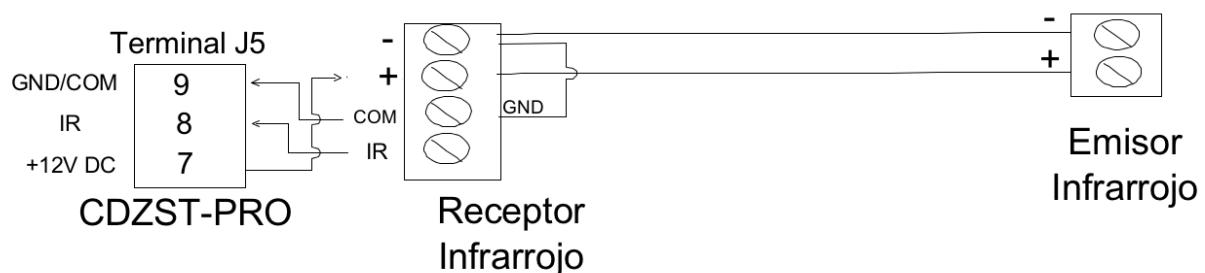 Terminal J5
GND/COM 9
IR 8
+12V DC 7
CDZST-PRO
-
+
COM
IR
GND
Receptor
Infrarrojo
-
+
Emisor
Infrarrojo